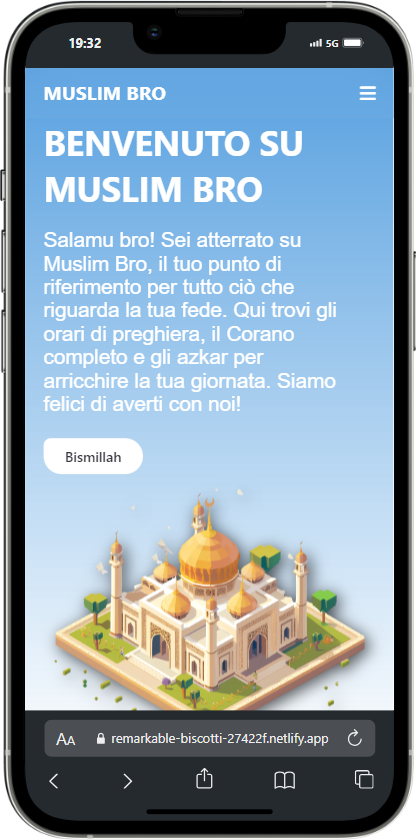 19:32
5G
MUSLIM BRO
BENVENUTO SU
MUSLIM BRO
Salamu bro! Sei atterrato su
Muslim Bro, il tuo punto di
riferimento per tutto ciò che
riguarda la tua fede. Qui trovi gli
orari di preghiera, il Corano
completo e gli azkar per
arricchire la tua giornata. Siamo
felici di averti con noi!
Bismillah
AA remarkable-biscotti-27422f.netlify.app